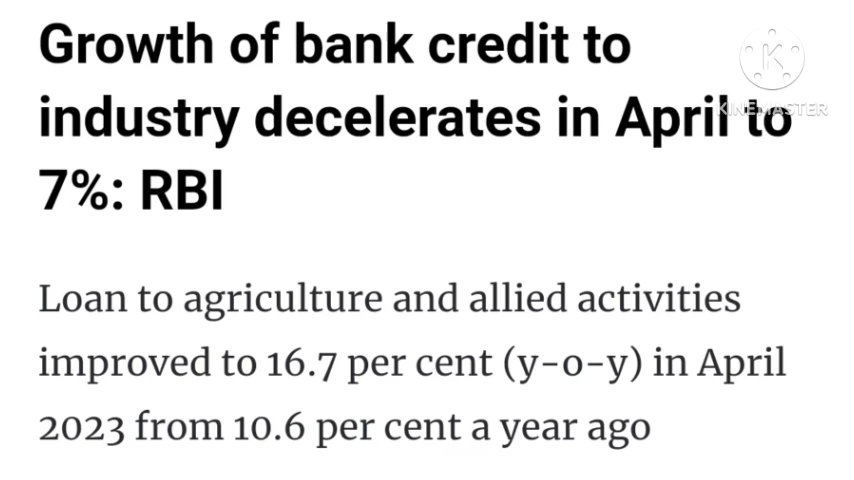 Growth of bank credit to
industry decelerates in April to
7%: RBI
KINEMASTER
Loan to agriculture and allied activities
improved to 16.7 per cent (y-o-y) in April
2023 from 10.6 per cent a year ago